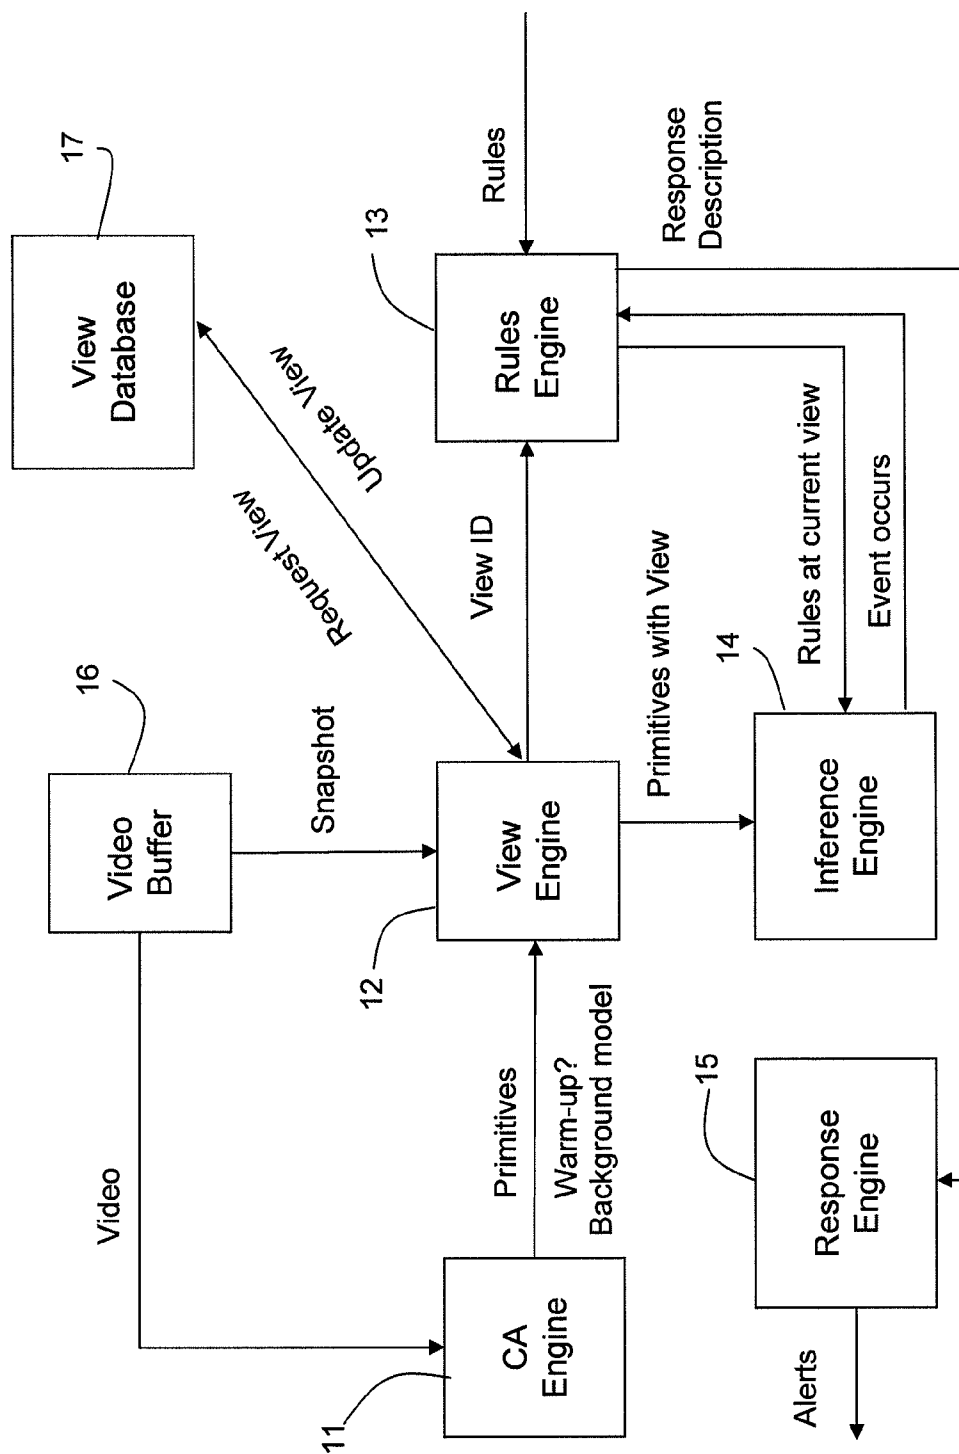 17
View
Database
16
Video
Buffer
Video
Snapshot
Request View
Update View
13
Rules
Rules
Engine
View ID
12
View
Engine
Primitives
Warm-up?
Background model
11
CA
Engine
Response
Description
Primitives with View
Rules at current view
Event occurs
14
Inference
Engine
15
Response
Engine
Alerts